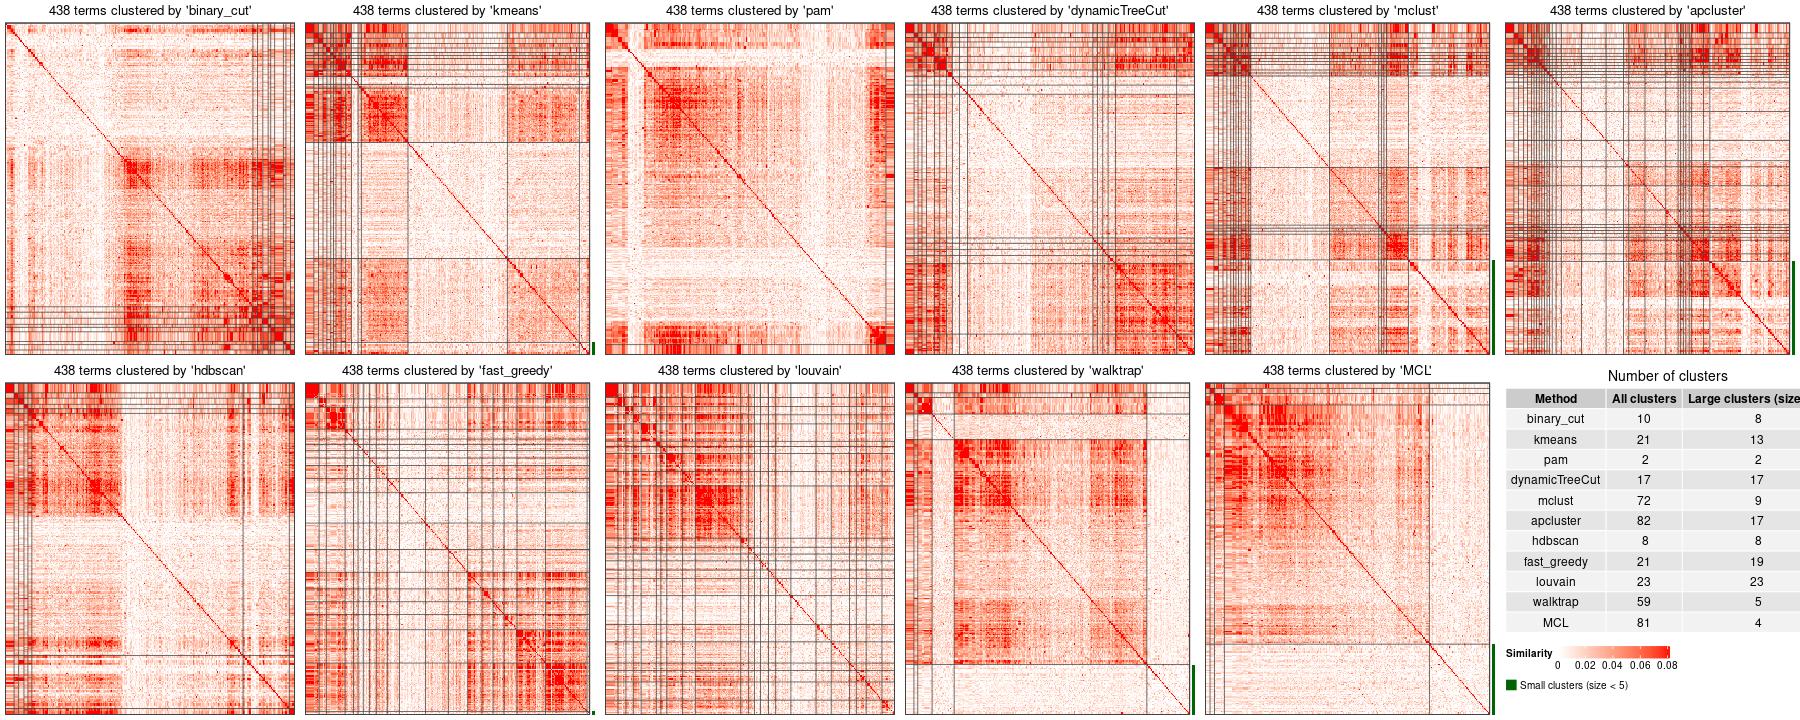 438 terms clustered by 'binary_cut'
438 terms clustered by 'kmeans'
438 terms clustered by 'pam'
438 terms clustered by 'dynamicTreeCut'
438 terms clustered by 'mclust'
438 terms clustered by 'apcluster'
438 terms clustered by 'hdbscan'
438 terms clustered by 'fast_greedy'
438 terms clustered by 'louvain'
438 terms clustered by 'walktrap'
438 terms clustered by 'MCL'
Number of clusters
Method All clusters Large clusters (size
binary_cut 10 8
kmeans 21 13
pam 2 2
dynamicTreeCut 17 17
mclust 72 9
apcluster 82 17
hdbscan 8 8
fast_greedy 21 19
louvain 23 23
walktrap 59 5
MCL 81 4
Similarity
0 0.02 0.04 0.06 0.08
Small clusters (size < 5)